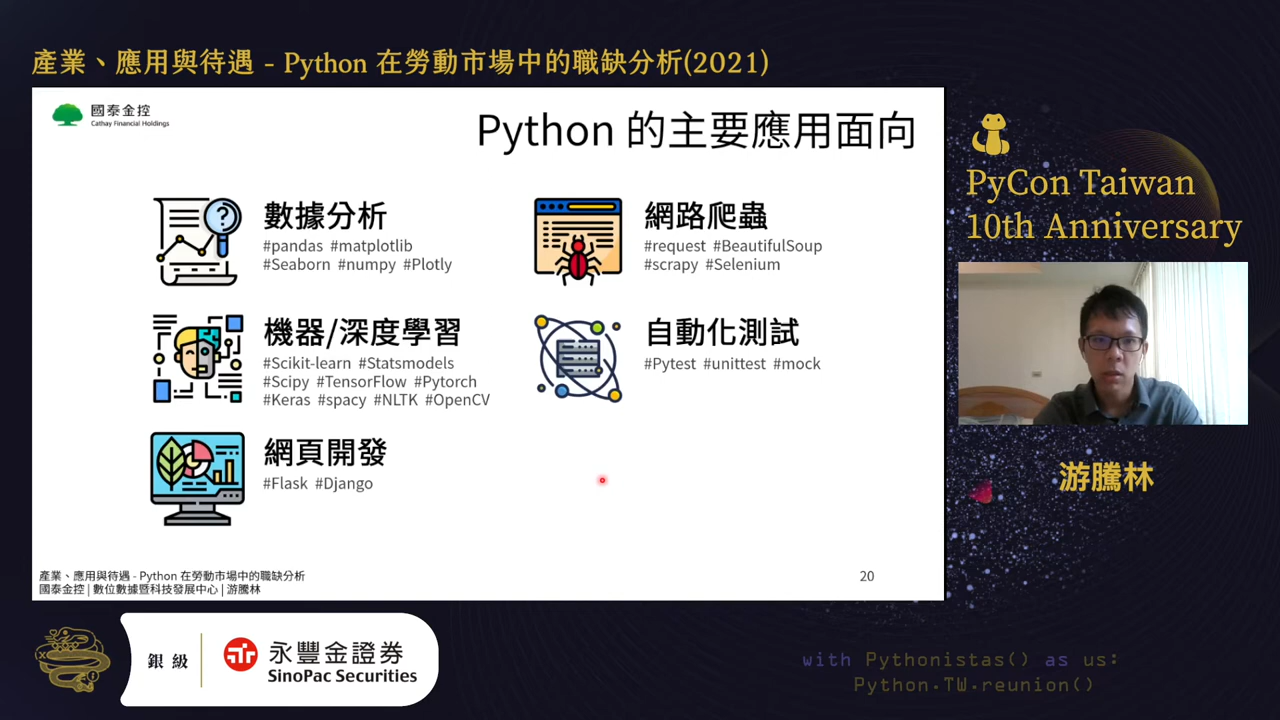 產業、應用與待遇 - Python 在勞動市場中的職缺分析(2021)
國泰金控
Cathay Financial Holdings
Python 的主要應用面向
數據分析
#pandas #matplotlib
#Seaborn #numpy #Plotly
網路爬蟲
#request #BeautifulSoup
#scrapy #Selenium
機器/深度學習
#Scikit-learn #Statsmodels
#Scipy #TensorFlow #Pytorch
#Keras #spacy #NLTK #OpenCV
自動化測試
#Pytest #unittest #mock
網頁開發
#Flask #Django
產業、應用與待遇 - Python 在勞動市場中的職缺分析
國泰金控 | 數位數據暨科技發展中心 | 游騰林
20
PyCon Taiwan
10th Anniversary
游騰林
銀級
永豐金證券
SinoPac Securities
with Pythonistas() as us:
Python.TW.reunion()